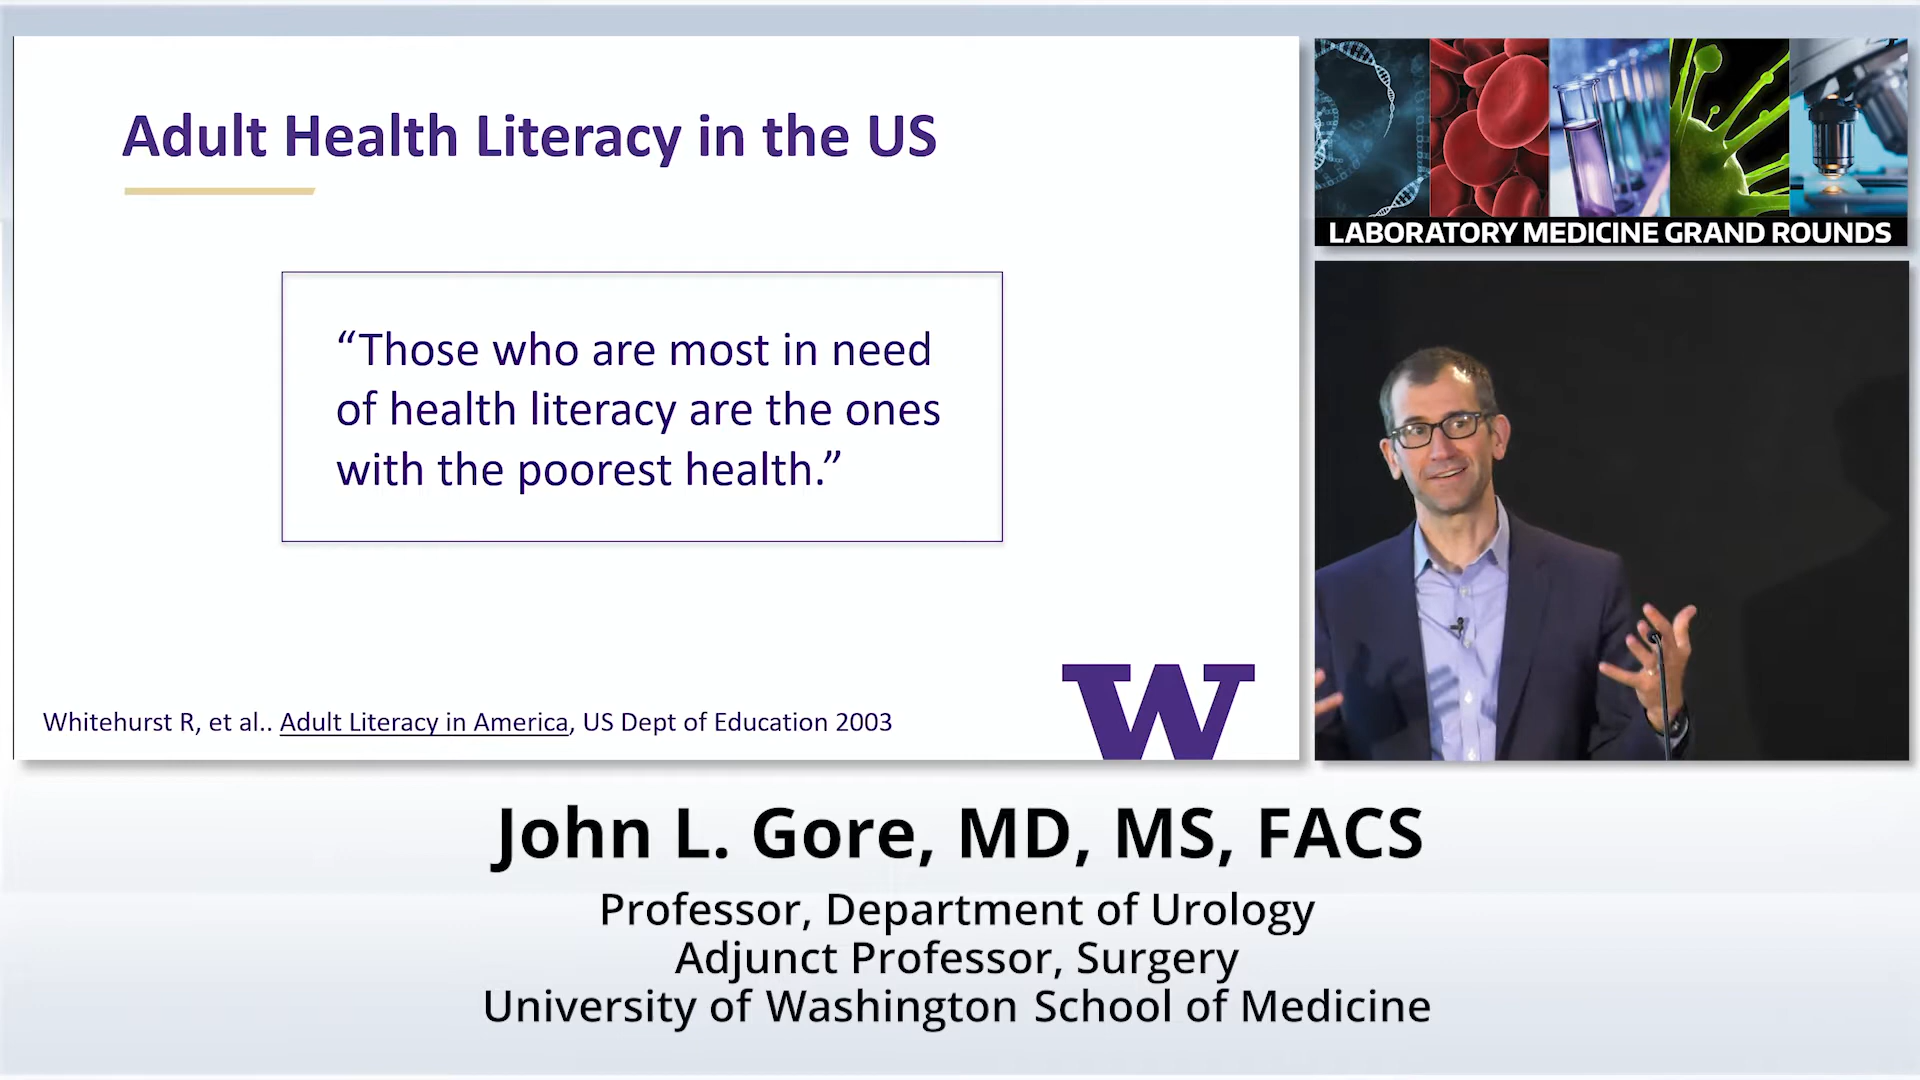 Adult Health Literacy in the US
“Those who are most in need
of health literacy are the ones
with the poorest health.”
Whitehurst R, et al.. Adult Literacy in America, US Dept of Education 2003
W
LABORATORY MEDICINE GRAND ROUNDS
John L. Gore, MD, MS, FACS
Professor, Department of Urology
Adjunct Professor, Surgery
University of Washington School of Medicine